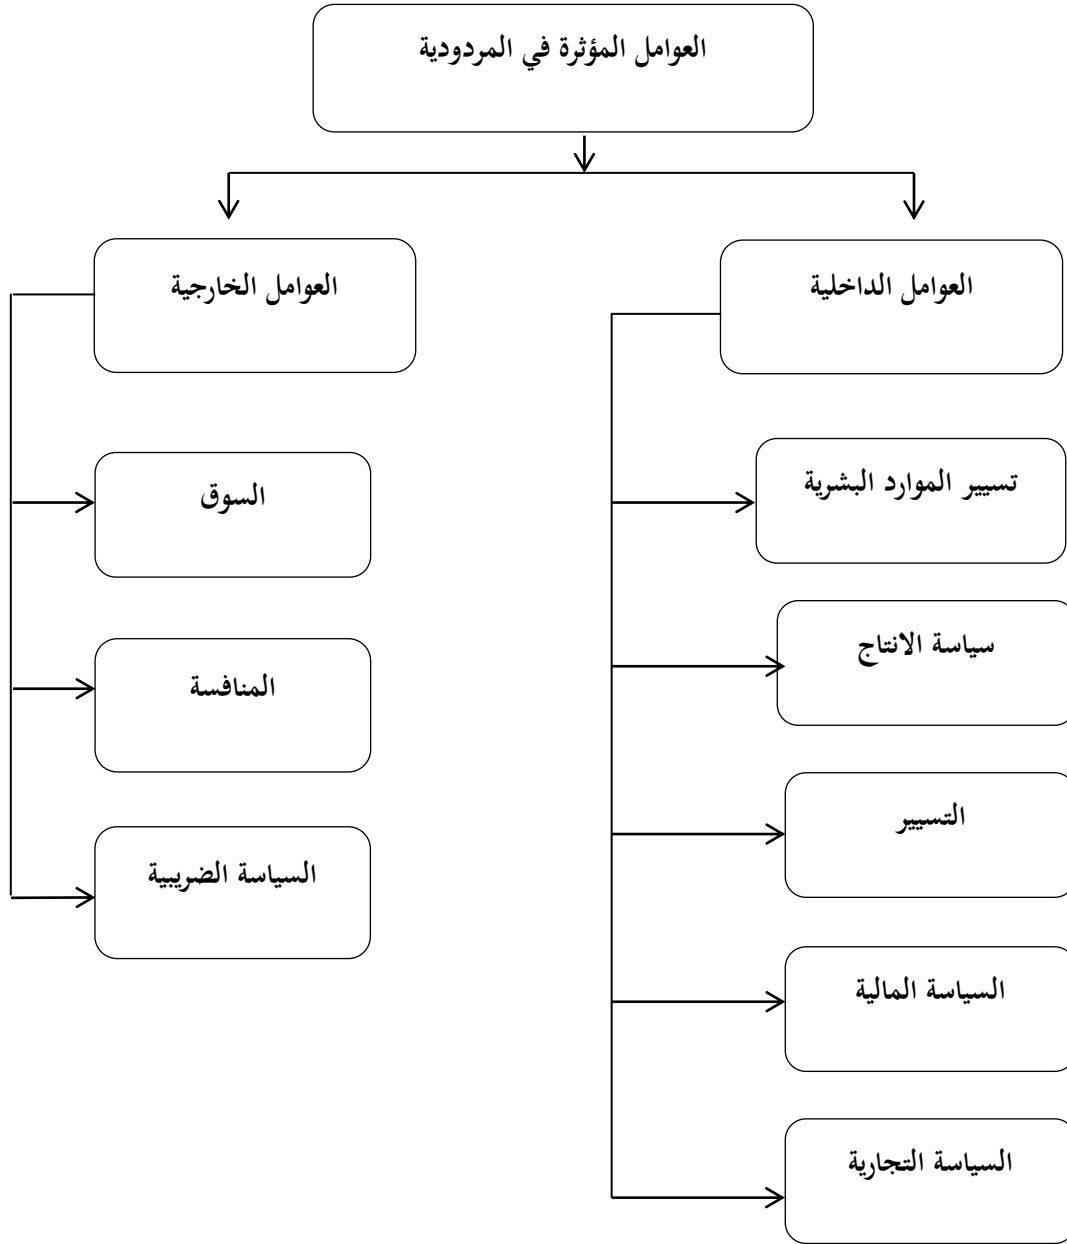 العوامل المؤثرة في المردودية
العوامل الداخلية
العوامل الخارجية
تسيير الموارد البشرية
السوق
سياسة الانتاج
المنافسة
التسيير
السياسة الضريبية
السياسة المالية
السياسة التجارية